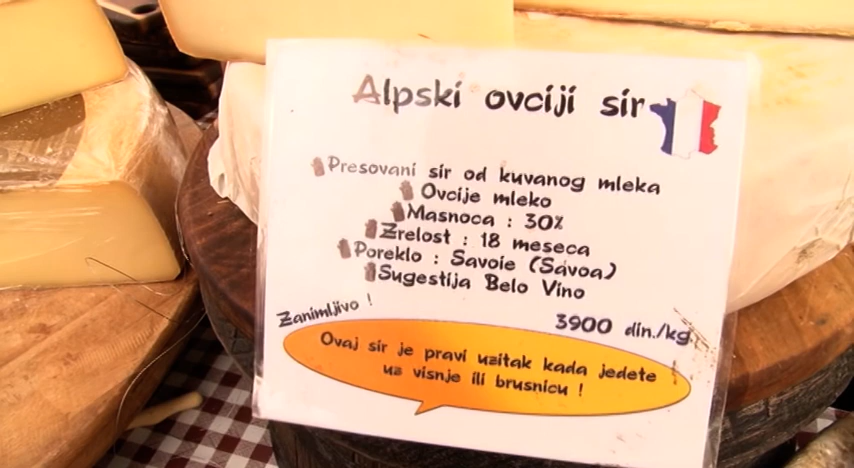 Alpski ovciji sir
Presovani sir od kuvanog mleka
Ovcije mleko
Masnoca : 30%
Zrelost : 18 meseca
Poreklo : Savoie (Savoa)
Sugestija Belo Vino
3900 din./kg
Zanimljivo !
Ovaj sir je pravi uzitak kada jedete
uz visnje ili brusnicu !